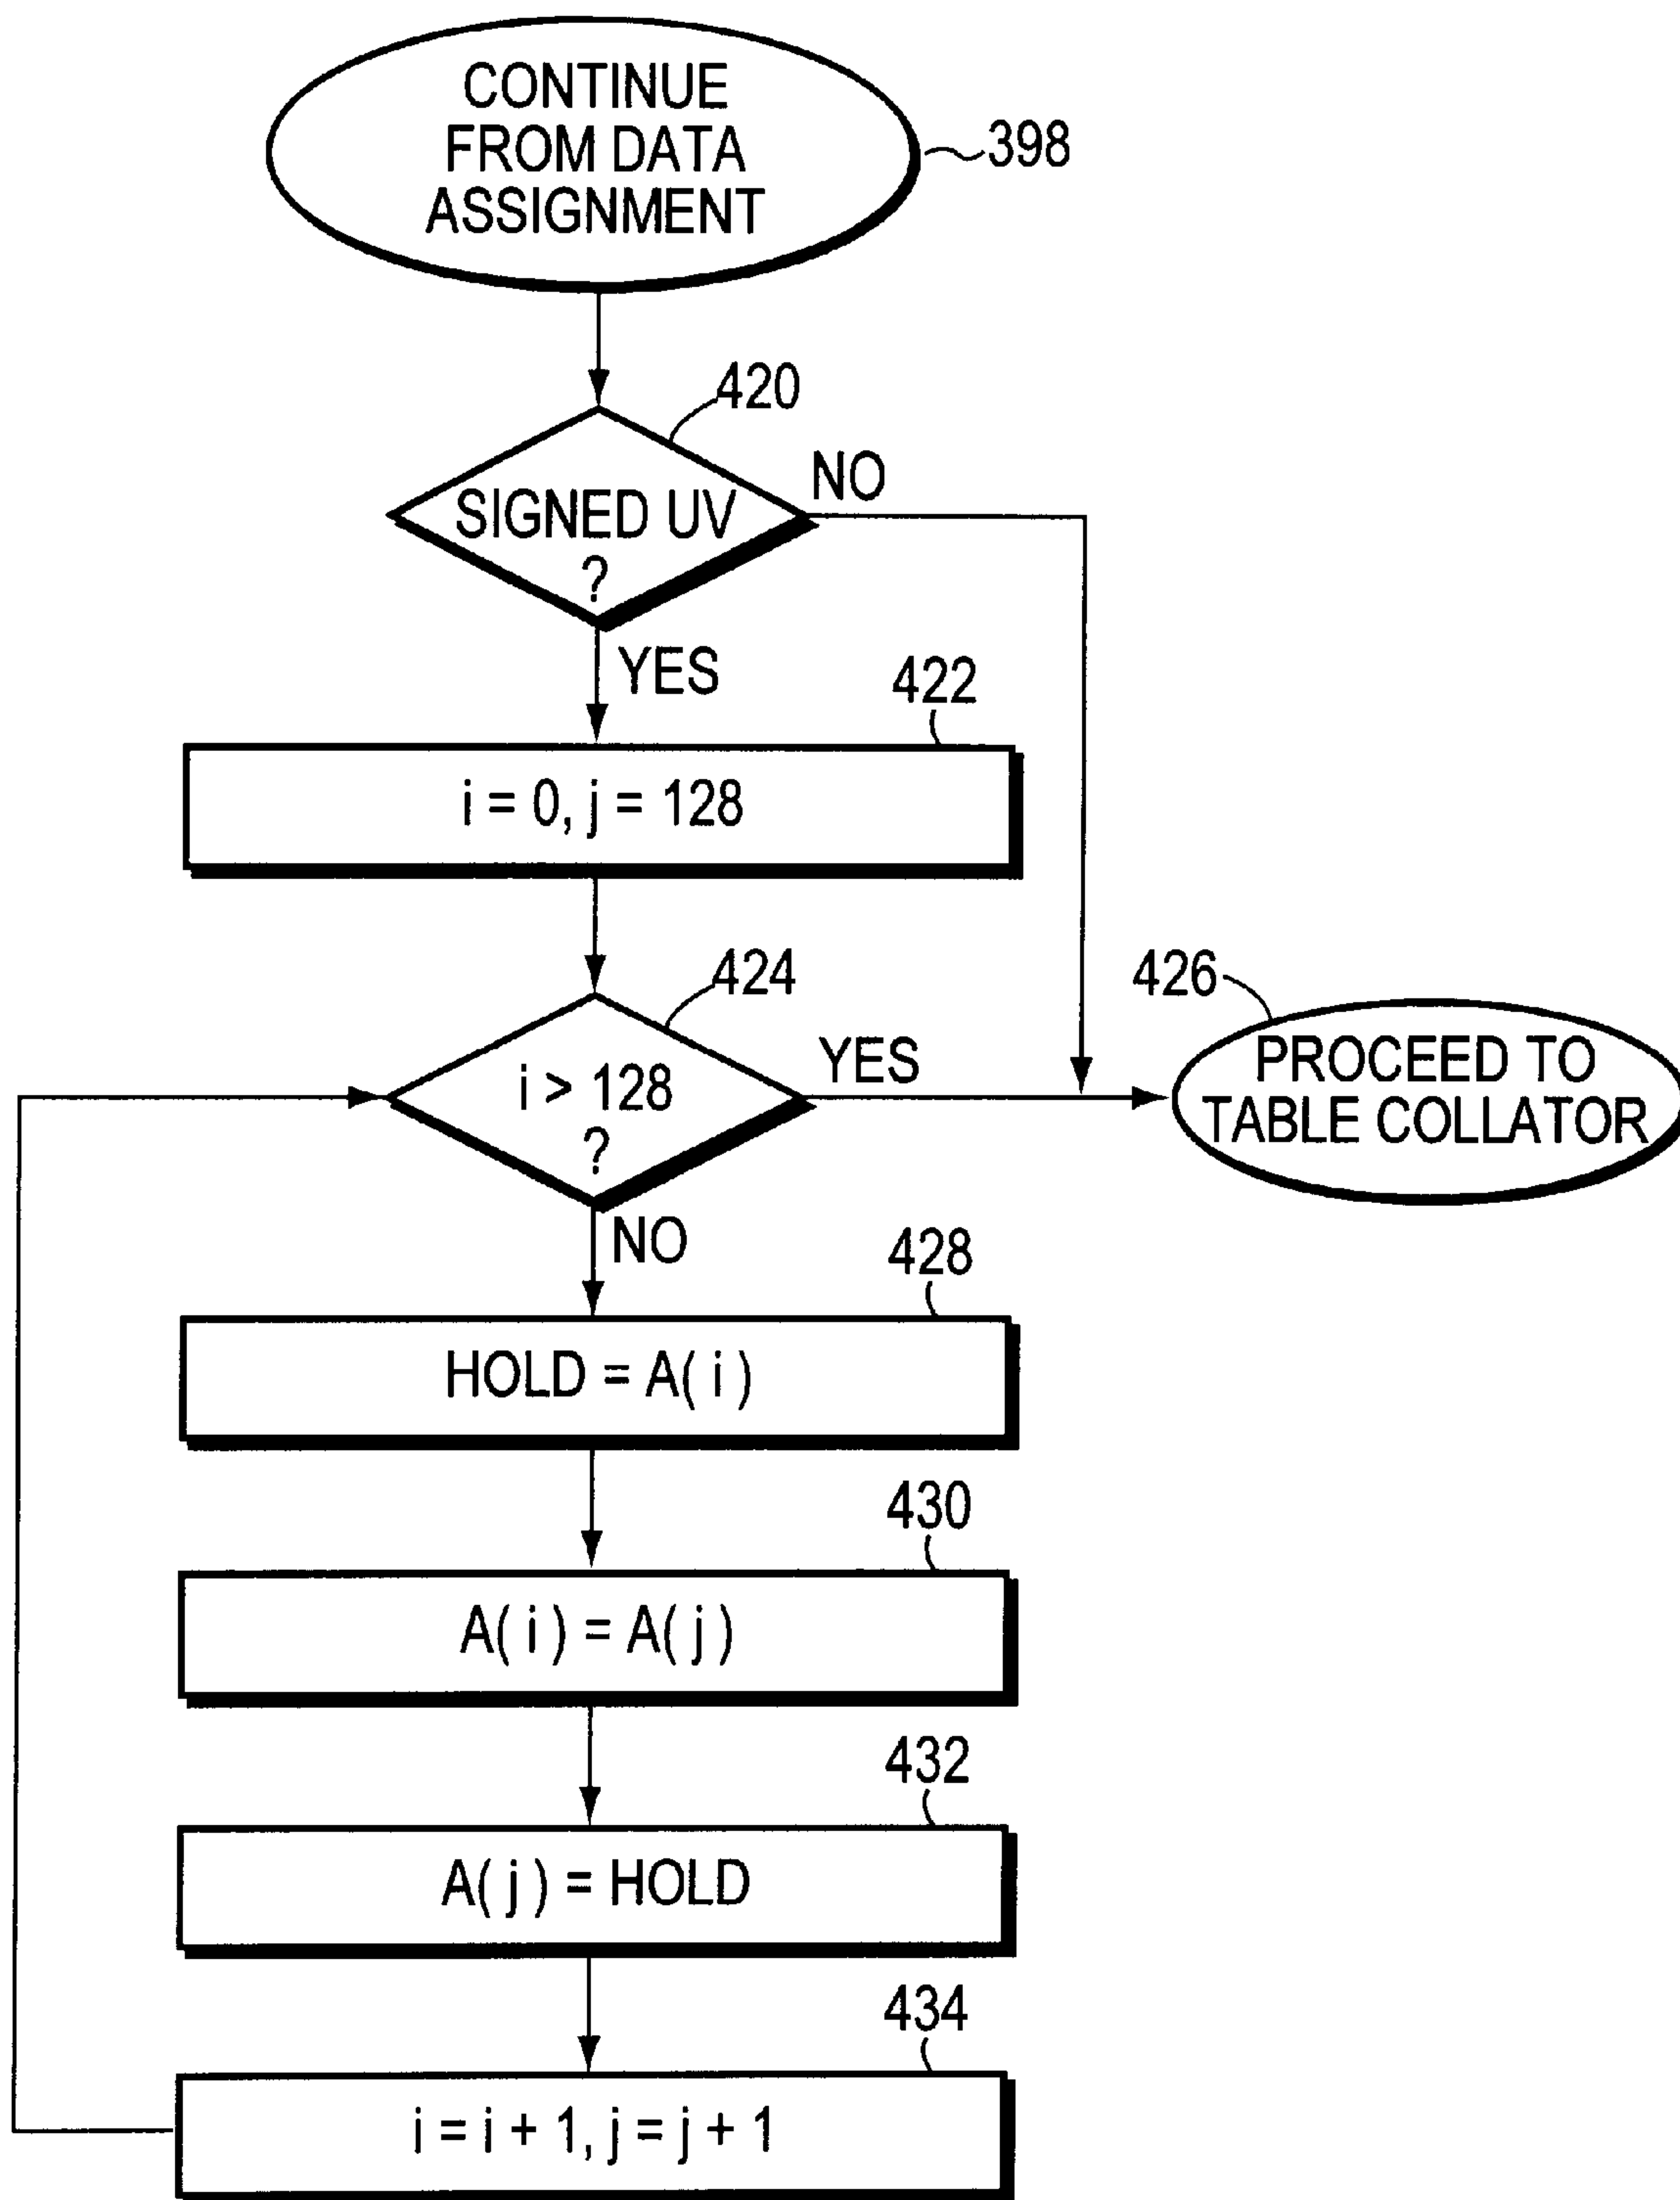 CONTINUE
FROM DATA
ASSIGNMENT
398
420
SIGNED UV
?
NO
YES
422
i = 0, j = 128
424
i > 128
?
YES
426
PROCEED TO
TABLE COLLATOR
NO
428
HOLD = A( i )
430
A( i ) = A( j )
432
A( j ) = HOLD
434
i = i + 1, j = j + 1